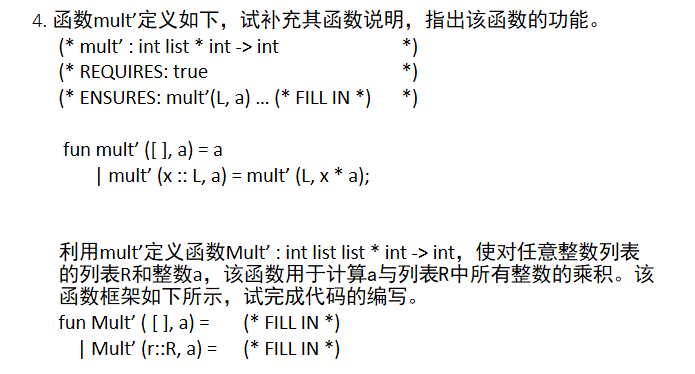 4. 函数mult’定义如下，试补充其函数说明，指出该函数的功能。
(* mult’ : int list * int -> int *)
(* REQUIRES: true *)
(* ENSURES: mult’(L, a) ... (* FILL IN *) *)
fun mult’ ([ ], a) = a
| mult’ (x :: L, a) = mult’ (L, x * a);
利用mult’定义函数Mult’ : int list list * int -> int，使对任意整数列表
的列表R和整数a，该函数用于计算a与列表R中所有整数的乘积。该
函数框架如下所示，试完成代码的编写。
fun Mult’ ( [ ], a) = (* FILL IN *)
| Mult’ (r::R, a) = (* FILL IN *)